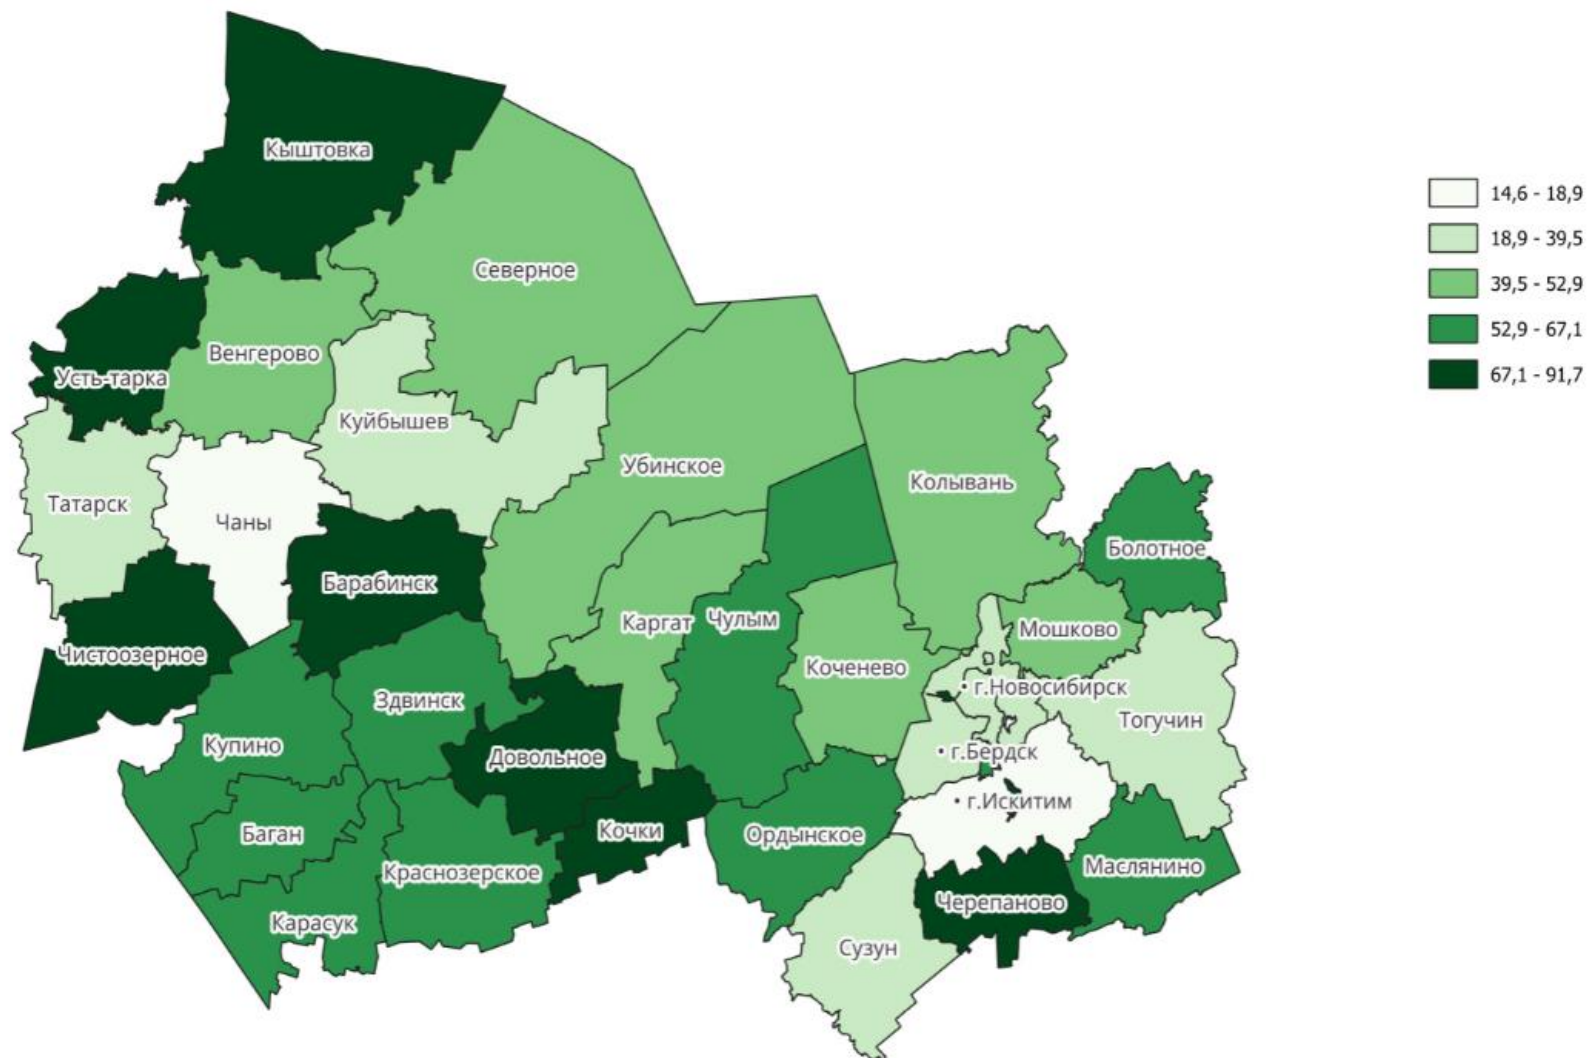 Кыштовка
14,6 - 18,9
18,9 - 39,5
39,5 - 52,9
52,9 - 67,1
67,1 - 91,7
Северное
Венгерово
Усть-тарка
Куйбышев
Убинское
Колывань
Татарск
Чаны
Болотное
Барабинск
Каргат
Чулым
Мошково
Чистоозерное
Коченево
г.Новосибирск
Здвинск
Тогучин
Купино
г.Бердск
Довольное
г.Искитим
Баган
Кочки
Ордынское
Краснозерское
Маслянино
Черепаново
Карасук
Сузун